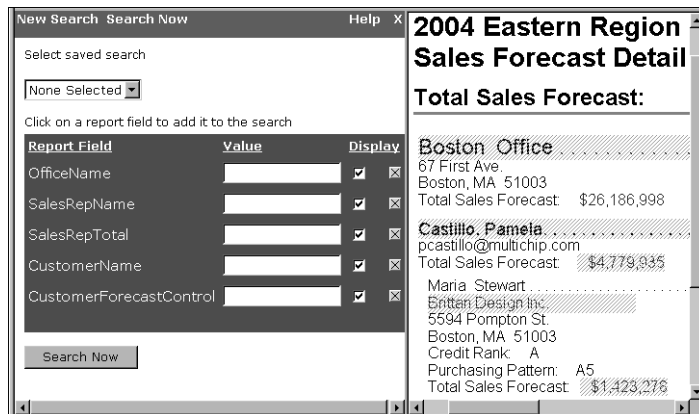 New Search Search Now Help X
Select saved search
None Selected
Click on a report field to add it to the search
Report Field Value Display
OfficeName
SalesRepName
SalesRepTotal
CustomerName
CustomerForecastControl
Search Now
2004 Eastern Region
Sales Forecast Detail
Total Sales Forecast:
Boston Office . . . . . . . . . . . .
67 First Ave.
Boston, MA 51003
Total Sales Forecast: $26,186,998
Castillo, Pamela. . . . . . . . . . . . . .
pcastillo@multichip.com
Total Sales Forecast: $4,779,935
Maria Stewart . . . . . . . . . . . . . . .
Brittan Design Inc.
5594 Pompton St.
Boston, MA 51003
Credit Rank: A
Purchasing Pattern: A5
Total Sales Forecast: $1,423,278